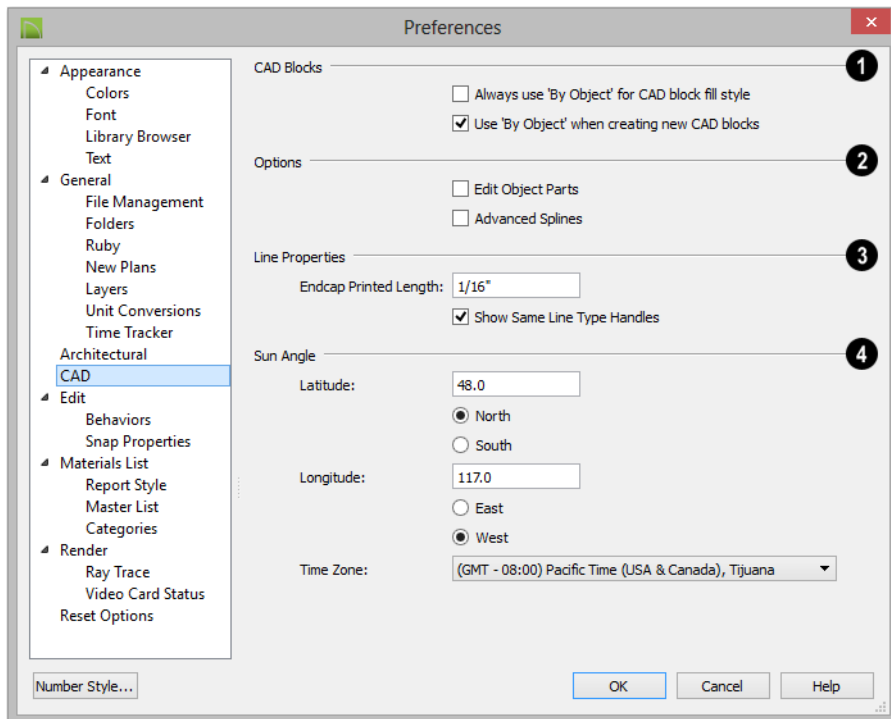 Preferences
Appearance
Colors
Font
Library Browser
Text
General
File Management
Folders
Ruby
New Plans
Layers
Unit Conversions
Time Tracker
Architectural
CAD
Edit
Behaviors
Snap Properties
Materials List
Report Style
Master List
Categories
Render
Ray Trace
Video Card Status
Reset Options
CAD Blocks 1
Always use 'By Object' for CAD block fill style
Use 'By Object' when creating new CAD blocks
Options 2
Edit Object Parts
Advanced Splines
Line Properties 3
Endcap Printed Length: 1/16"
Show Same Line Type Handles
Sun Angle 4
Latitude: 48.0
North
South
Longitude: 117.0
East
West
Time Zone: (GMT - 08:00) Pacific Time (USA & Canada), Tijuana
Number Style... OK Cancel Help